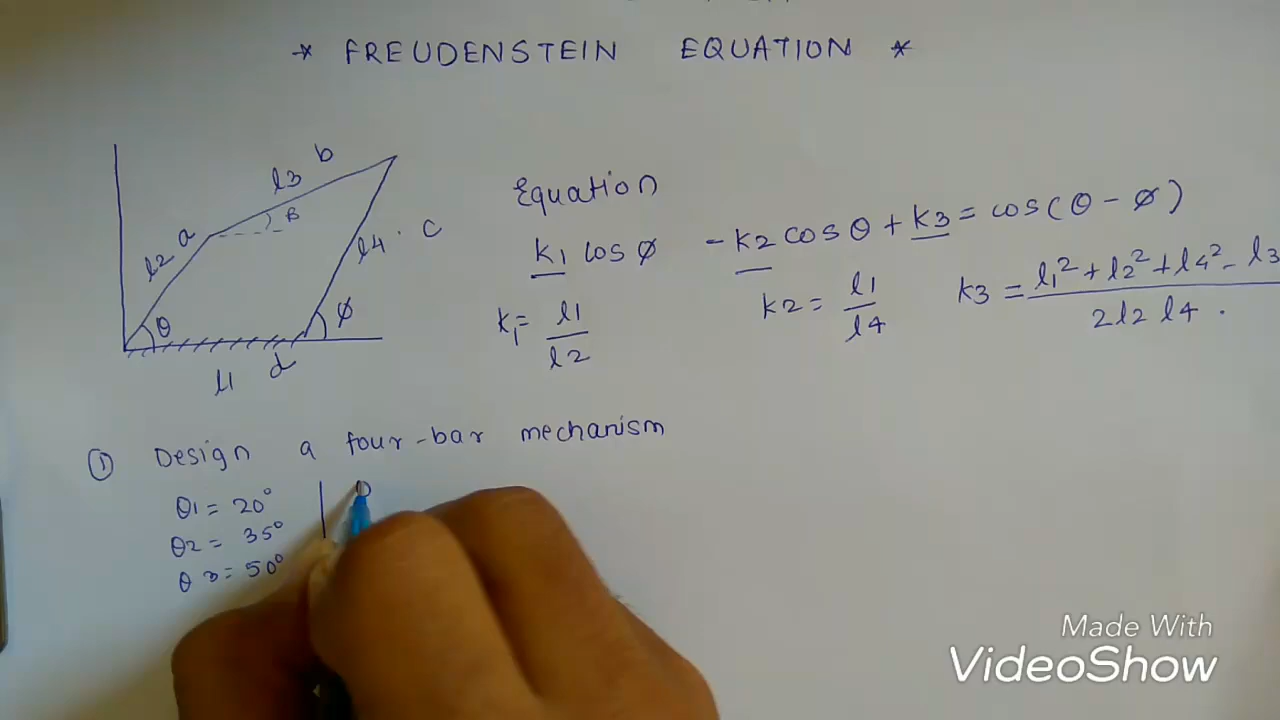 * FREUDENSTEIN EQUATION *
l3 b
B
l2 a
l4 . c
θ
φ
l1 d
Equation
k1 cos φ - k2 cos θ + k3 = cos(θ - φ)
k1 = l1/l2
k2 = l1/l4
k3 = l1² + l2² + l4² - l3/2l2 l4 .
① Design a four-bar mechanism
θ1 = 20°
θ2 = 35°
θ3 = 50°
Made With
VideoShow